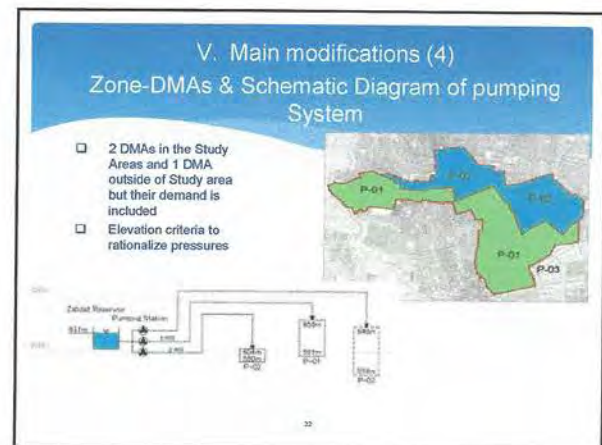 V. Main modifications (4)
Zone-DMAs & Schematic Diagram of pumping
System
2 DMAs in the Study
Areas and 1 DMA
outside of Study area
but their demand is
included
Elevation criteria to
rationalize pressures
P-01
P-02
P-02
P-01
P-03
Reservoir
Pumping Station
P-02
P-01
22